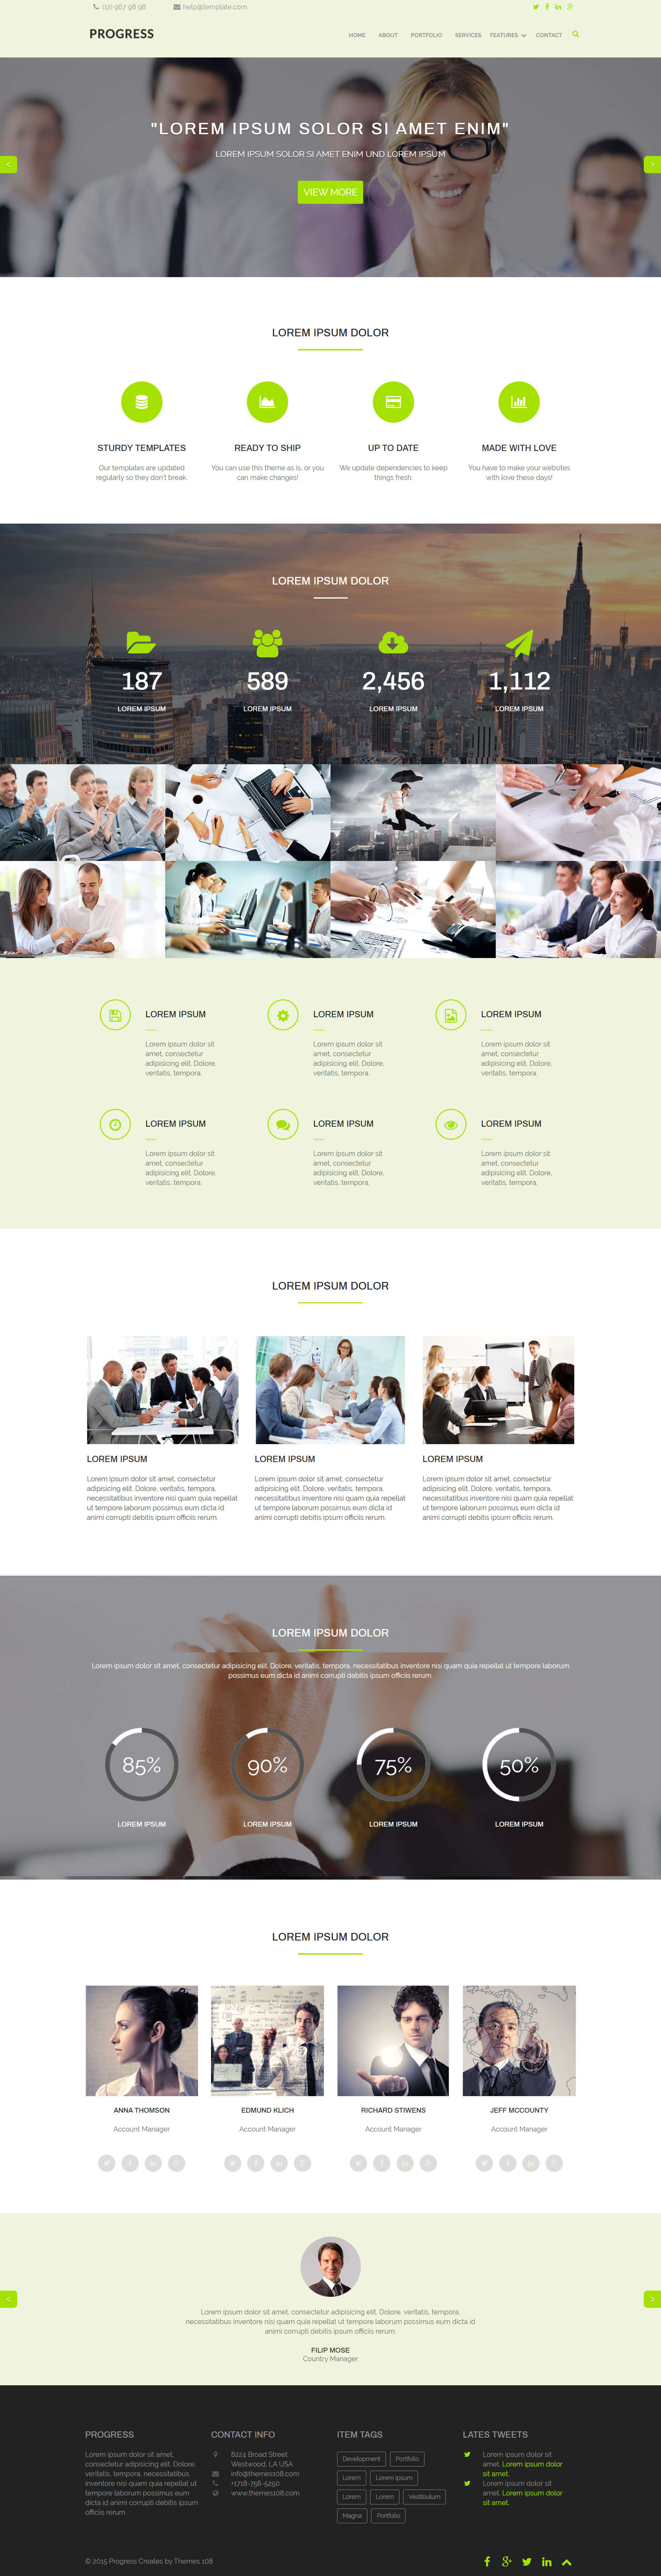 (12) 967 98 98
help@template.com
PROGRESS
HOME ABOUT PORTFOLIO SERVICES FEATURES CONTACT
"LOREM IPSUM SOLOR SI AMET ENIM"
LOREM IPSUM SOLOR SI AMET ENIM UND LOREM IPSUM
<
>
VIEW MORE
LOREM IPSUM DOLOR
STURDY TEMPLATES
Our templates are updated
regularly so they don't break.
READY TO SHIP
You can use this theme as is, or you
can make changes!
UP TO DATE
We update dependencies to keep
things fresh.
MADE WITH LOVE
You have to make your websites
with love these days!
LOREM IPSUM DOLOR
187
LOREM IPSUM
589
LOREM IPSUM
2,456
LOREM IPSUM
1,112
LOREM IPSUM
LOREM IPSUM
Lorem ipsum dolor sit
amet, consectetur
adipisicing elit. Dolore,
veritatis, tempora.
LOREM IPSUM
Lorem ipsum dolor sit
amet, consectetur
adipisicing elit. Dolore,
veritatis, tempora.
LOREM IPSUM
Lorem ipsum dolor sit
amet, consectetur
adipisicing elit. Dolore,
veritatis, tempora.
LOREM IPSUM
Lorem ipsum dolor sit
amet, consectetur
adipisicing elit. Dolore,
veritatis, tempora.
LOREM IPSUM
Lorem ipsum dolor sit
amet, consectetur
adipisicing elit. Dolore,
veritatis, tempora.
LOREM IPSUM
Lorem ipsum dolor sit
amet, consectetur
adipisicing elit. Dolore,
veritatis, tempora.
LOREM IPSUM DOLOR
LOREM IPSUM
Lorem ipsum dolor sit amet, consectetur
adipisicing elit. Dolore, veritatis, tempora,
necessitatibus inventore nisi quam quia repellat
ut tempore laborum possimus eum dicta id
animi corrupti debitis ipsum officiis rerum.
LOREM IPSUM
Lorem ipsum dolor sit amet, consectetur
adipisicing elit. Dolore, veritatis, tempora,
necessitatibus inventore nisi quam quia repellat
ut tempore laborum possimus eum dicta id
animi corrupti debitis ipsum officiis rerum.
LOREM IPSUM
Lorem ipsum dolor sit amet, consectetur
adipisicing elit. Dolore, veritatis, tempora,
necessitatibus inventore nisi quam quia repellat
ut tempore laborum possimus eum dicta id
animi corrupti debitis ipsum officiis rerum.
LOREM IPSUM DOLOR
Lorem ipsum dolor sit amet, consectetur adipisicing elit. Dolore, veritatis, tempora, necessitatibus inventore nisi quam quia repellat ut tempore laborum
possimus eum dicta id animi corrupti debitis ipsum officiis rerum.
85%
LOREM IPSUM
90%
LOREM IPSUM
75%
LOREM IPSUM
50%
LOREM IPSUM
LOREM IPSUM DOLOR
ANNA THOMSON
Account Manager
EDMUND KLICH
Account Manager
RICHARD STIWENS
Account Manager
JEFF MCCOUNTY
Account Manager
<
>
Lorem ipsum dolor sit amet, consectetur adipisicing elit. Dolore, veritatis, tempora,
necessitatibus inventore nisi quam quia repellat ut tempore laborum possimus eum dicta id
animi corrupti debitis ipsum officiis rerum.
FILIP MOSE
Country Manager
PROGRESS
Lorem ipsum dolor sit amet,
consectetur adipisicing elit. Dolore,
veritatis, tempora, necessitatibus
inventore nisi quam quia repellat ut
tempore laborum possimus eum
dicta id animi corrupti debitis ipsum
officiis rerum.
CONTACT INFO
8224 Broad Street
Westwood, LA USA
info@themes108.com
+1718-756-5250
www.themes108.com
ITEM TAGS
Development Portfolio
Lorem Lorem Ipsum
Lorem Lorem Vestibulum
Magna Portfolio
LATES TWEETS
Lorem ipsum dolor sit
amet, Lorem ipsum dolor
sit amet.
Lorem ipsum dolor sit
amet, Lorem ipsum dolor
sit amet.
© 2015 Progress Creates by Themes 108